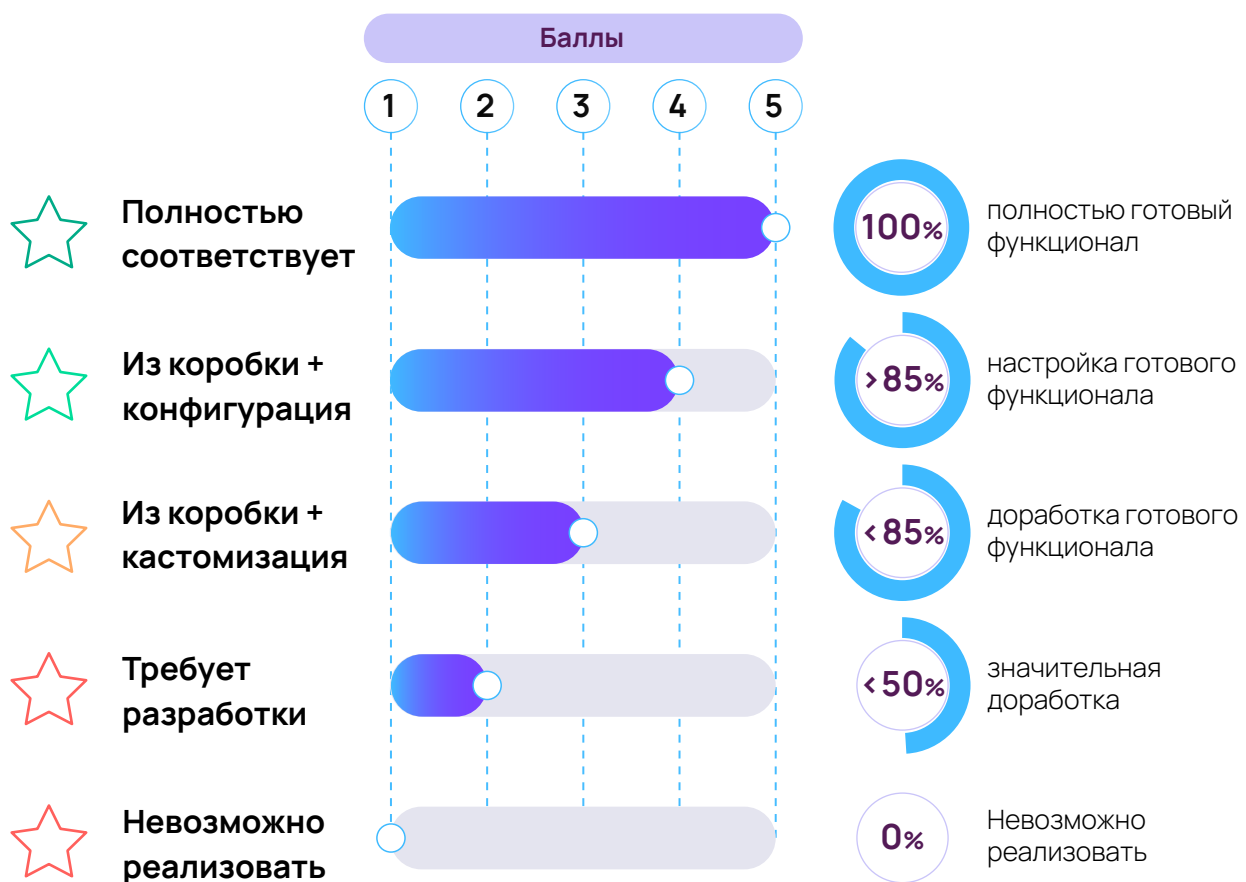 Баллы
1 2 3 4 5
Полностью
соответствует
100%
полностью готовый
функционал
Из коробки +
конфигурация
>85%
настройка готового
функционала
Из коробки +
кастомизация
<85%
доработка готового
функционала
Требует
разработки
<50%
значительная
доработка
Невозможно
реализовать
0%
Невозможно
реализовать